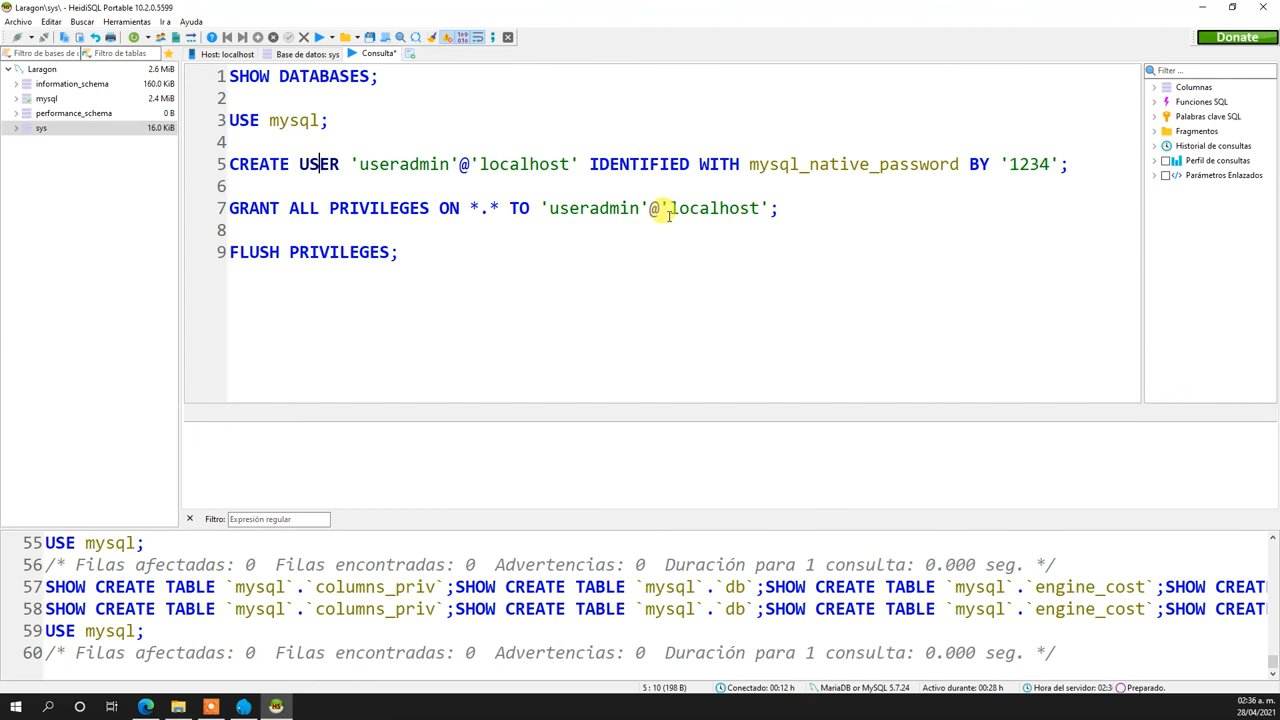 Laragon\sys\ - HeidiSQL Portable 10.2.0.5599
Archivo Editar Buscar Herramientas Ir a Ayuda
Donate
Filtro de bases de Filtro de tablas
Host: localhost Base de datos: sys Consulta*
Laragon 2.6 MiB
information_schema 160.0 KiB
mysql 2.4 MiB
performance_schema 0 B
sys 16.0 KiB
1 SHOW DATABASES;
2
3 USE mysql;
4
5 CREATE USER 'useradmin'@'localhost' IDENTIFIED WITH mysql_native_password BY '1234';
6
7 GRANT ALL PRIVILEGES ON *.* TO 'useradmin'@'localhost';
8
9 FLUSH PRIVILEGES;
Filter ...
Columnas
Funciones SQL
Palabras clave SQL
Fragmentos
Historial de consultas
Perfil de consultas
Parámetros Enlazados
Filtro: Expresión regular
55 USE mysql;
56 /* Filas afectadas: 0 Filas encontradas: 0 Advertencias: 0 Duración para 1 consulta: 0.000 seg. */
57 SHOW CREATE TABLE `mysql`.`columns_priv`;SHOW CREATE TABLE `mysql`.`db`;SHOW CREATE TABLE `mysql`.`engine_cost`;SHOW CREATE
58 SHOW CREATE TABLE `mysql`.`columns_priv`;SHOW CREATE TABLE `mysql`.`db`;SHOW CREATE TABLE `mysql`.`engine_cost`;SHOW CREAT
59 USE mysql;
60 /* Filas afectadas: 0 Filas encontradas: 0 Advertencias: 0 Duración para 1 consulta: 0.000 seg. */
5 : 10 (198 B) Conectado: 00:12 h MariaDB or MySQL 5.7.24 Activo durante: 00:28 h Hora del servidor: 02:3 Preparado.
02:36 a. m.
28/04/2021